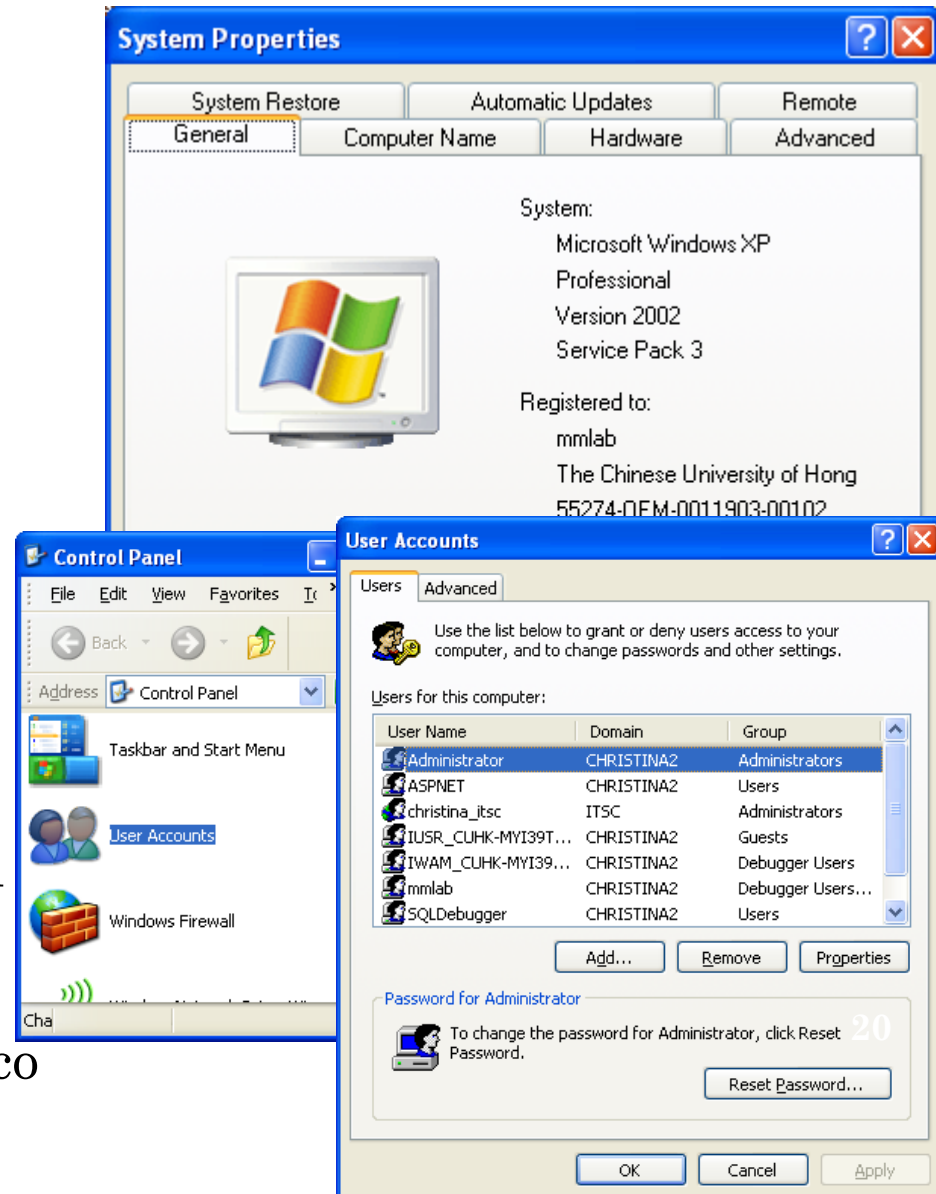 System Properties
System Restore Automatic Updates Remote
General Computer Name Hardware Advanced
System:
Microsoft Windows XP
Professional
Version 2002
Service Pack 3
Registered to:
mmlab
The Chinese University of Hong
55274-OEM-0011903-00102
Control Panel
File Edit View Favorites
Back
Address Control Panel
Taskbar and Start Menu
User Accounts
Windows Firewall
Cha
co
User Accounts
Users Advanced
Use the list below to grant or deny users access to your
computer, and to change passwords and other settings.
Users for this computer:
User Name Domain Group
Administrator CHRISTINA2 Administrators
ASPNET CHRISTINA2 Users
christina_itsc ITSC Administrators
IUSR_CUHK-MYI39T... CHRISTINA2 Guests
IWAM_CUHK-MYI39... CHRISTINA2 Debugger Users
mmlab CHRISTINA2 Debugger Users...
SQLDebugger CHRISTINA2 Users
Add... Remove Properties
Password for Administrator
To change the password for Administrator, click Reset
Password.
20
Reset Password...
OK Cancel Apply